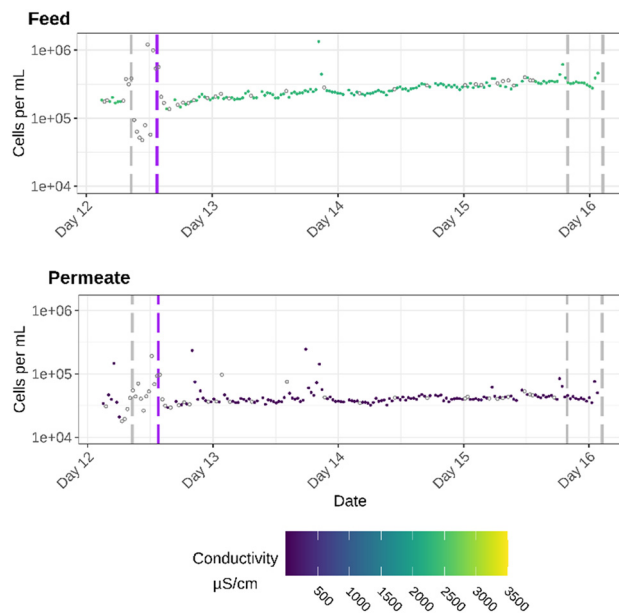 Feed
Cells per mL
1e+06
1e+05
1e+04
Day 12
Day 13
Day 14
Day 15
Day 16
Permeate
Cells per mL
1e+06
1e+05
1e+04
Day 12
Day 13
Day 14
Day 15
Day 16
Date
Conductivity
µS/cm
500
1000
1500
2000
2500
3000
3500